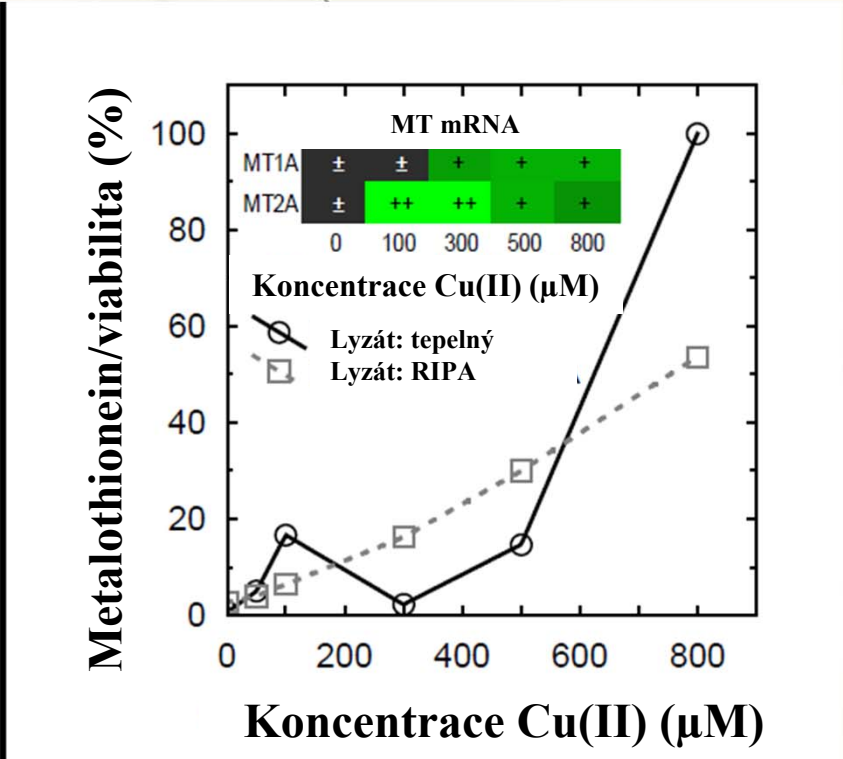 Metalothionein/viabilita (%)
100
80
60
40
20
0
MT mRNA
MT1A ± ± + + +
MT2A ± ++ ++ + +
0 100 300 500 800
Koncentrace Cu(II) (µM)
Lyzát: tepelný
Lyzát: RIPA
0 200 400 600 800
Koncentrace Cu(II) (µM)